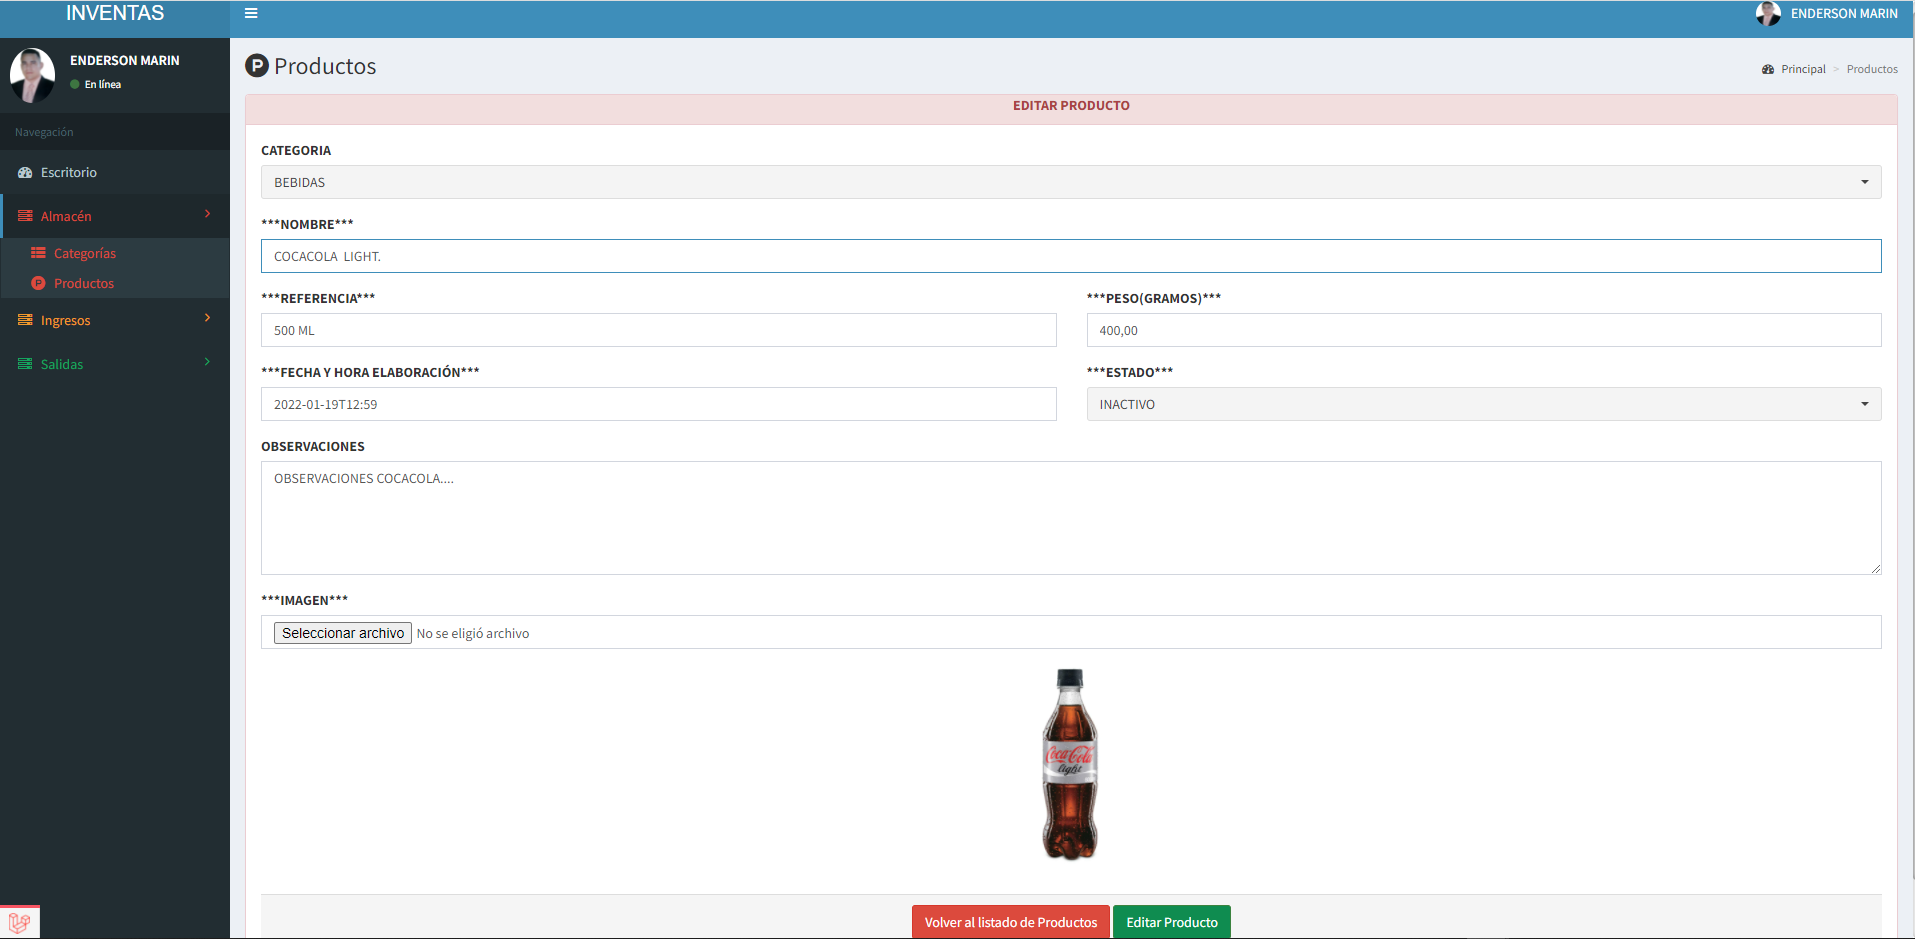 INVENTAS
ENDERSON MARIN
ENDERSON MARIN
En línea
Navegación
Escritorio
Almacén
Categorías
Productos
Ingresos
Salidas
Productos
Principal > Productos
EDITAR PRODUCTO
CATEGORIA
BEBIDAS
***NOMBRE***
COCACOLA  LIGHT.
***REFERENCIA***
***PESO(GRAMOS)***
500 ML
400,00
***FECHA Y HORA ELABORACIÓN***
***ESTADO***
2022-01-19T12:59
INACTIVO
OBSERVACIONES
OBSERVACIONES COCACOLA....
***IMAGEN***
Seleccionar archivo No se eligió archivo
Coca-Cola
light
Volver al listado de Productos
Editar Producto